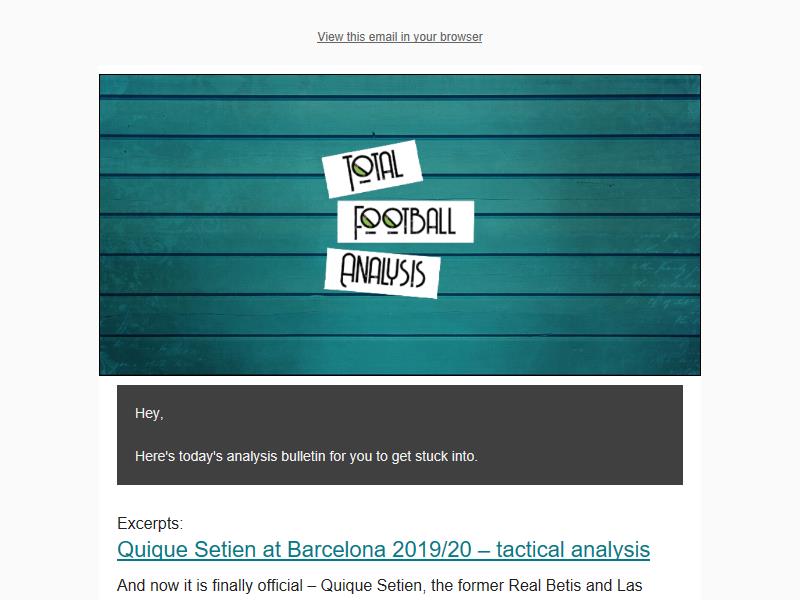 View this email in your browser
TOTAL
FOOTBALL
ANALYSIS
Hey,
Here's today's analysis bulletin for you to get stuck into.
Excerpts:
Quique Setien at Barcelona 2019/20 – tactical analysis
And now it is finally official – Quique Setien, the former Real Betis and Las